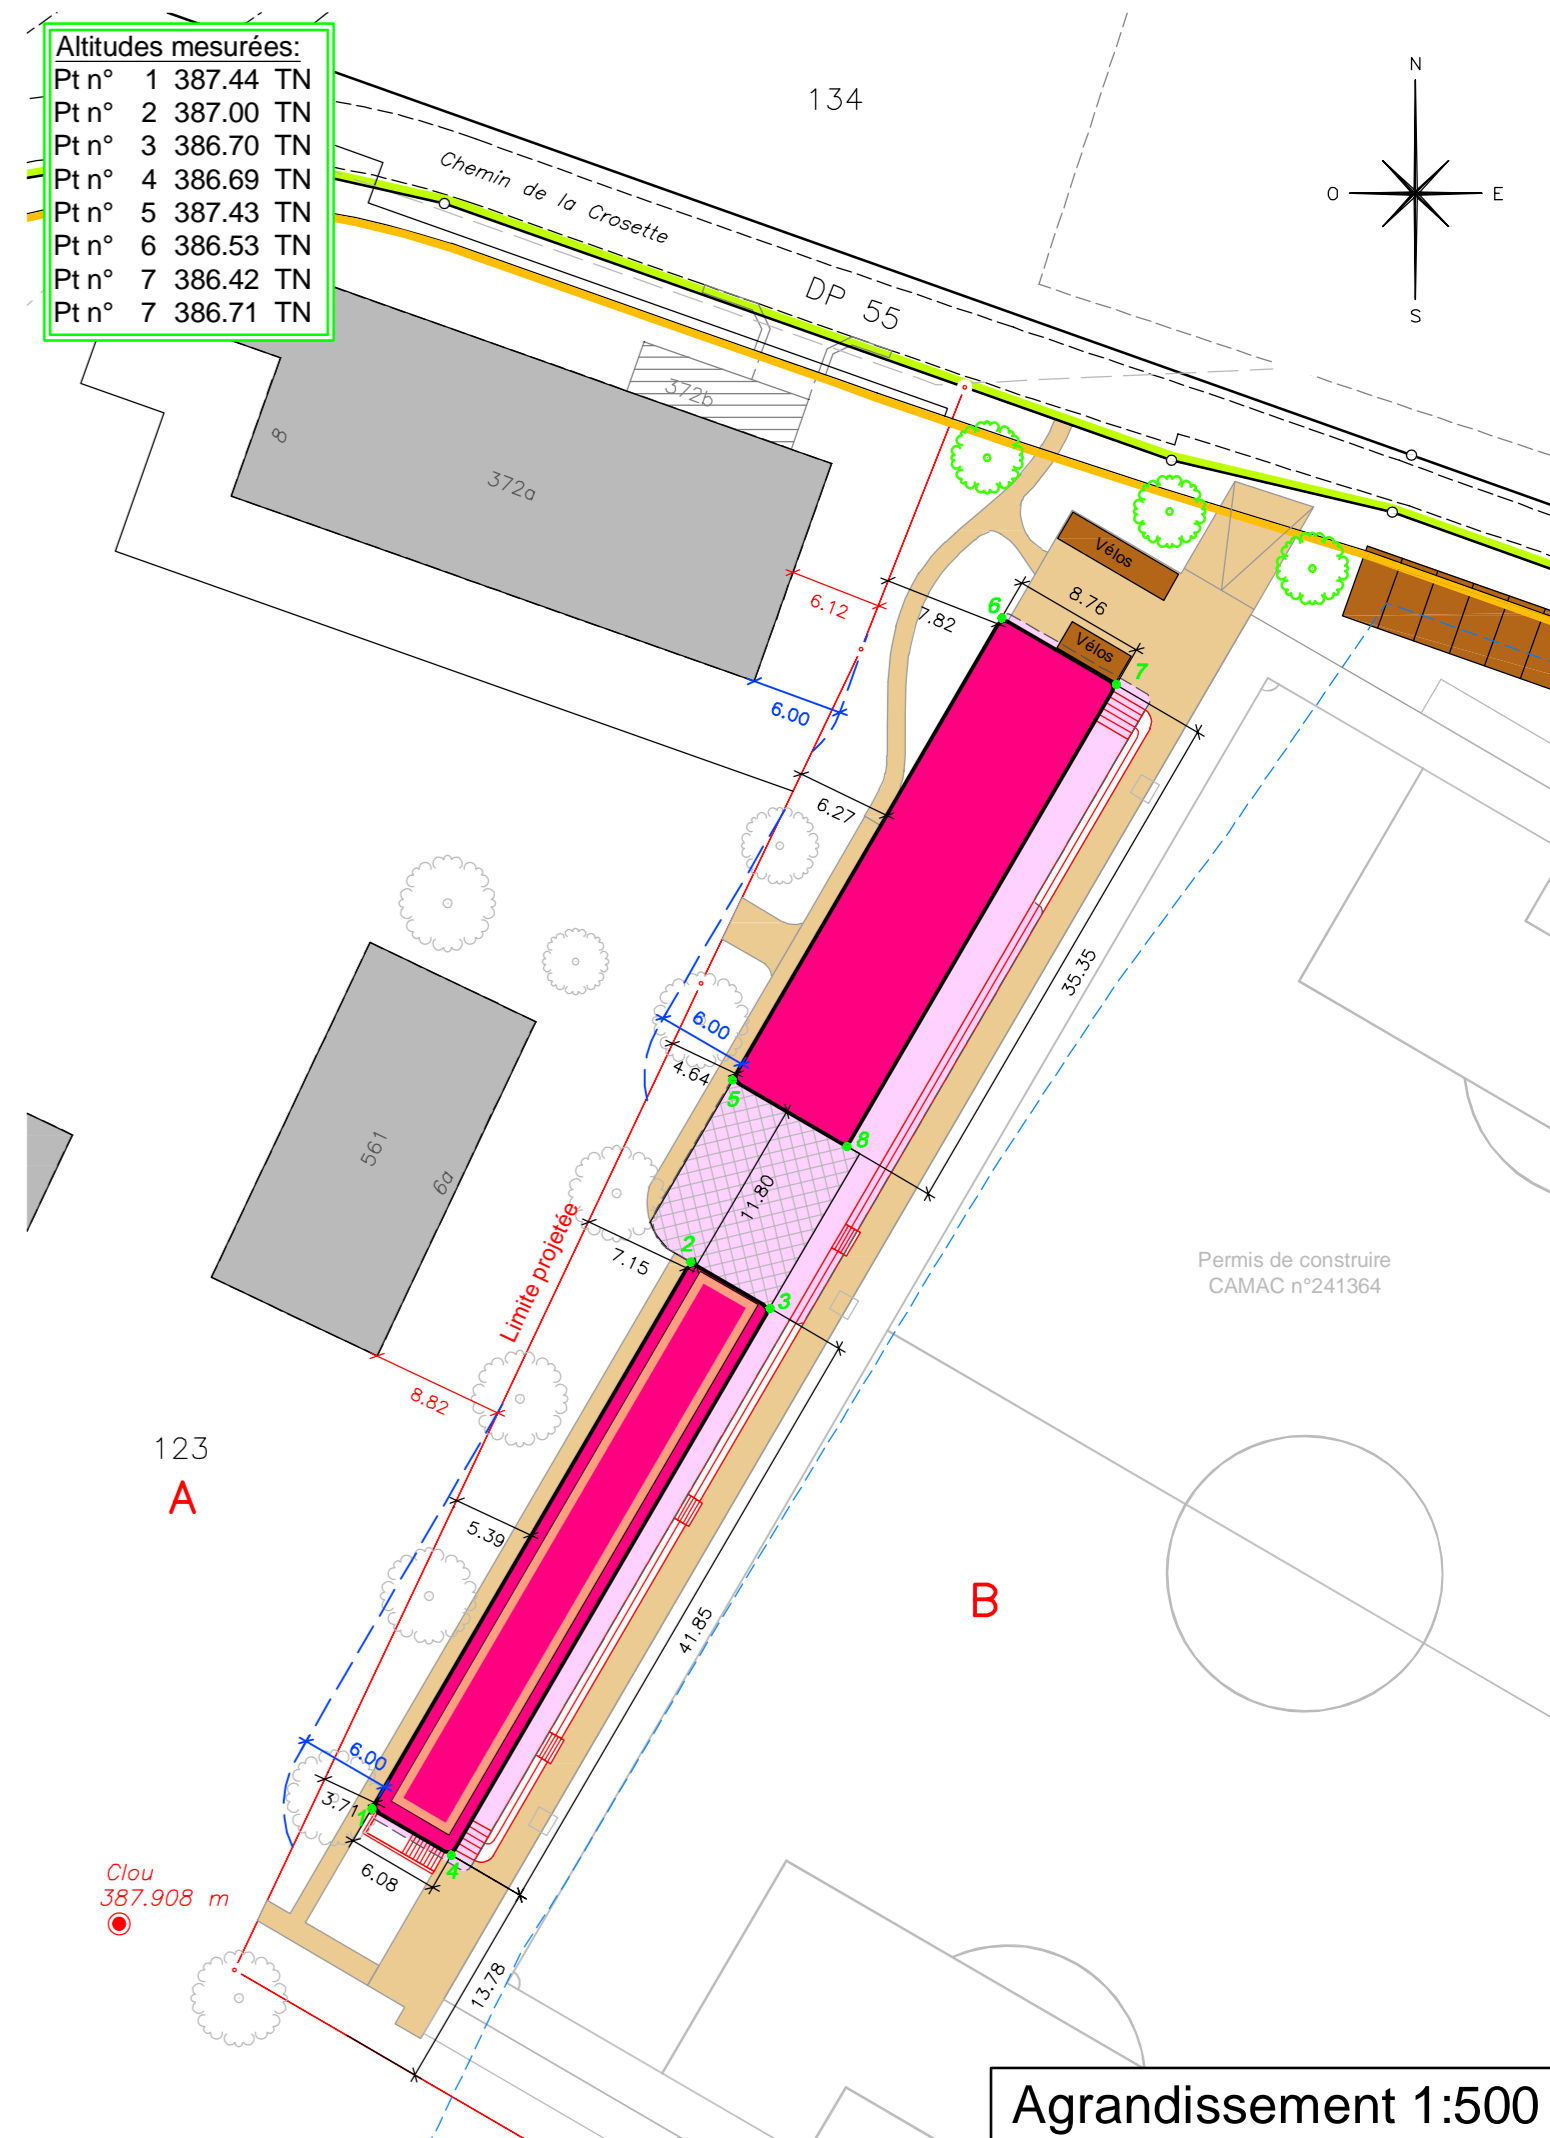 Altitudes mesurées:
Pt n° 1 387.44 TN
Pt n° 2 387.00 TN
Pt n° 3 386.70 TN
Pt n° 4 386.69 TN
Pt n° 5 387.43 TN
Pt n° 6 386.53 TN
Pt n° 7 386.42 TN
Pt n° 7 386.71 TN
134
N
O
E
S
Chemin de la Crosette
DP 55
372b
8
372a
Vélos
6.12
7.82
6
8.76
Vélos
7
6.00
6.27
35.35
6.00
4.64
5
8
11.80
561
6a
Limite projetée
7.15
2
3
Permis de construire
CAMAC n°241364
8.82
123
A
5.39
B
41.85
6.00
3.71
1
6.08
4
Clou
387.908 m
13.78
Agrandissement 1:500